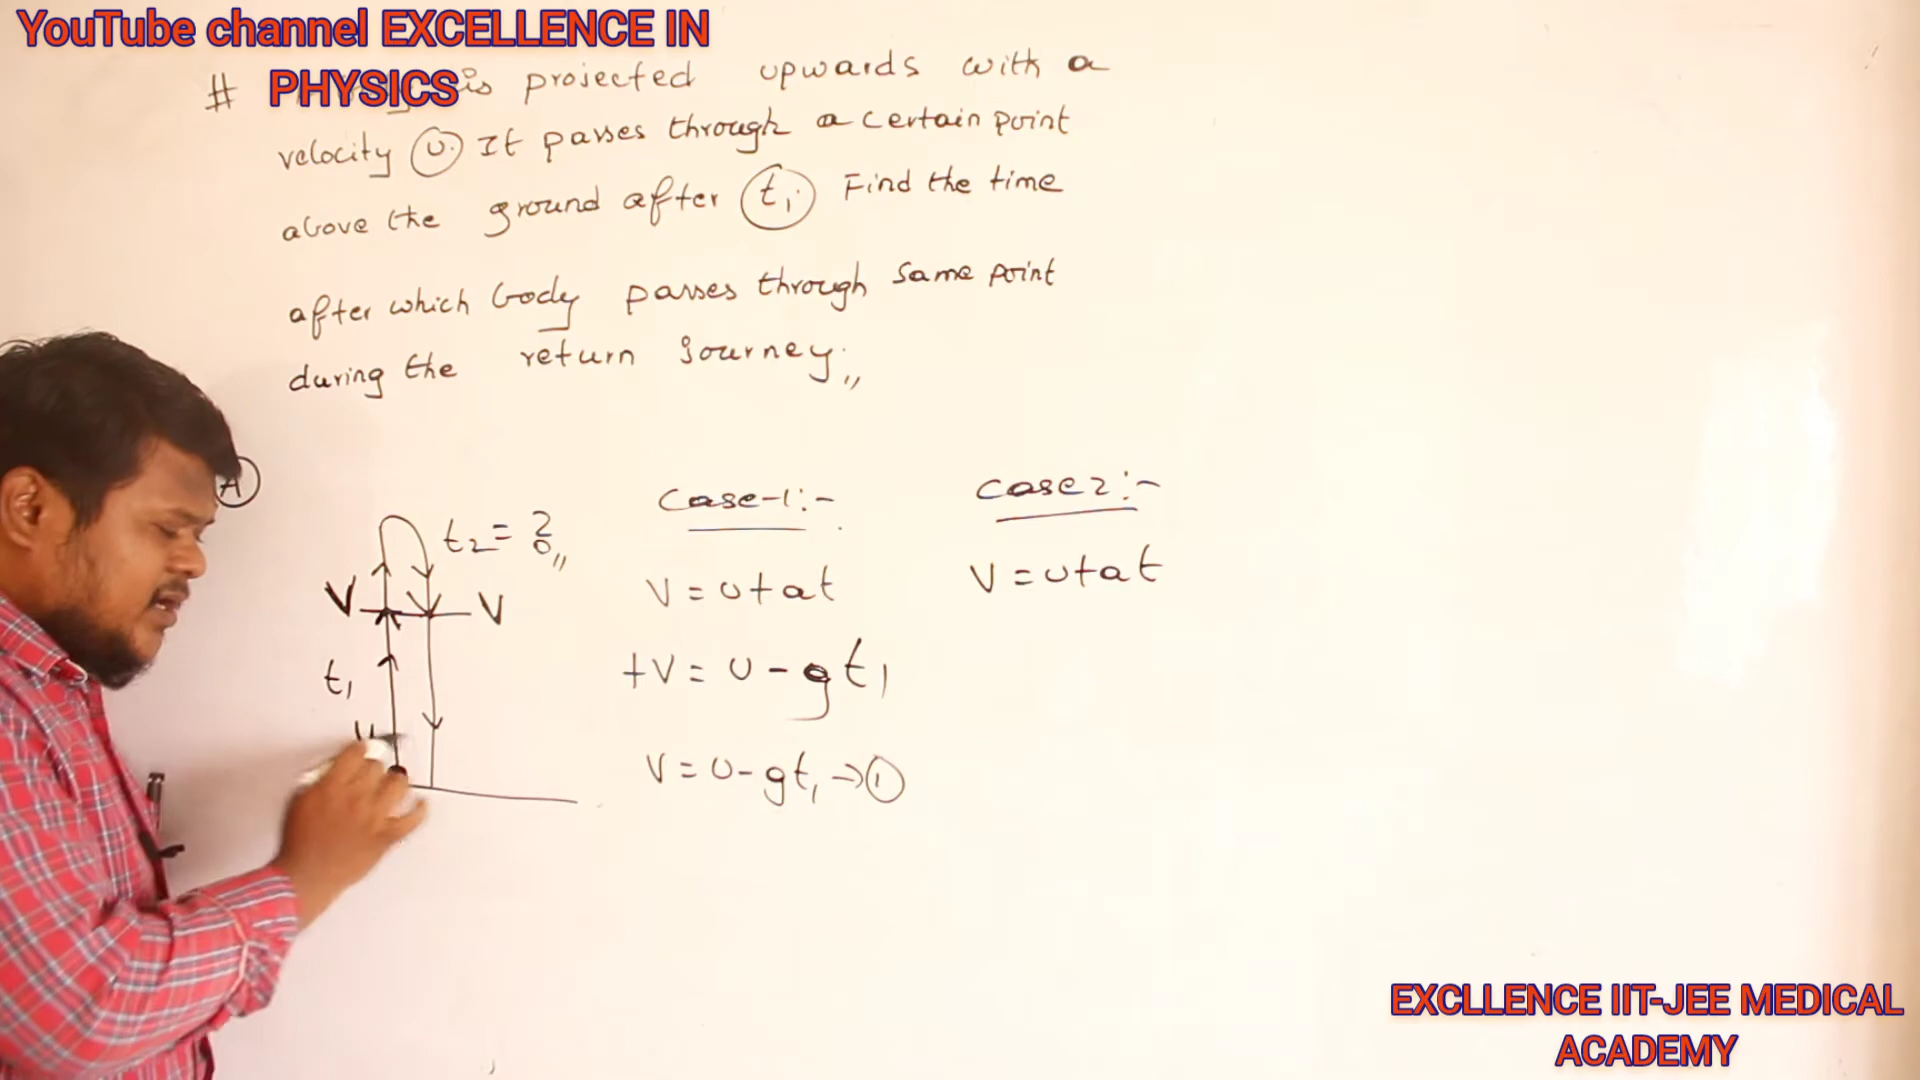 YouTube channel EXCELLENCE IN
PHYSICS
# is projected upwards with a
velocity u. It passes through a certain point
above the ground after t₁. Find the time
after which body passes through same point
during the return journey.
A
t₂ = ?
V V
t₁
u
Case-1:-
V = u + at
+V = u - gt₁
V = u - gt₁ → ①
Case 2:-
V = u + at
EXCLLENCE IIT-JEE MEDICAL
ACADEMY